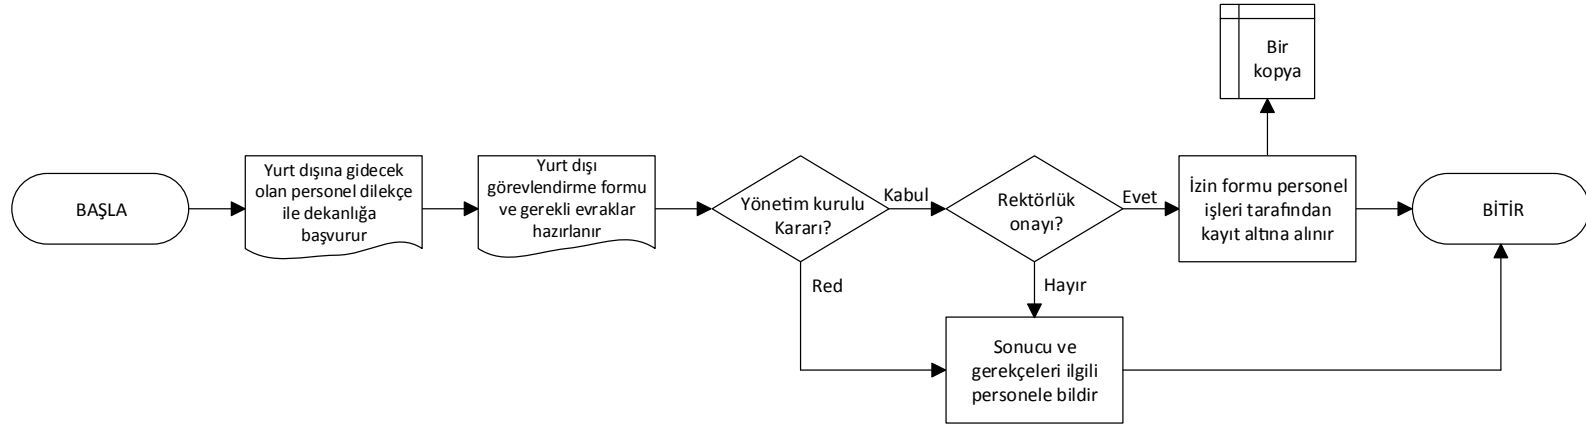 BAŞLA
Yurt dışına gidecek
olan personel dilekçe
ile dekanlığa
başvurur
Yurt dışı
görevlendirme formu
ve gerekli evraklar
hazırlanır
Yönetim kurulu
Kararı?
Kabul
Red
Rektörlük
onayı?
Evet
Hayır
Bir
kopya
İzin formu personel
işleri tarafından
kayıt altına alınır
Sonucu ve
gerekçeleri ilgili
personele bildir
BİTİR